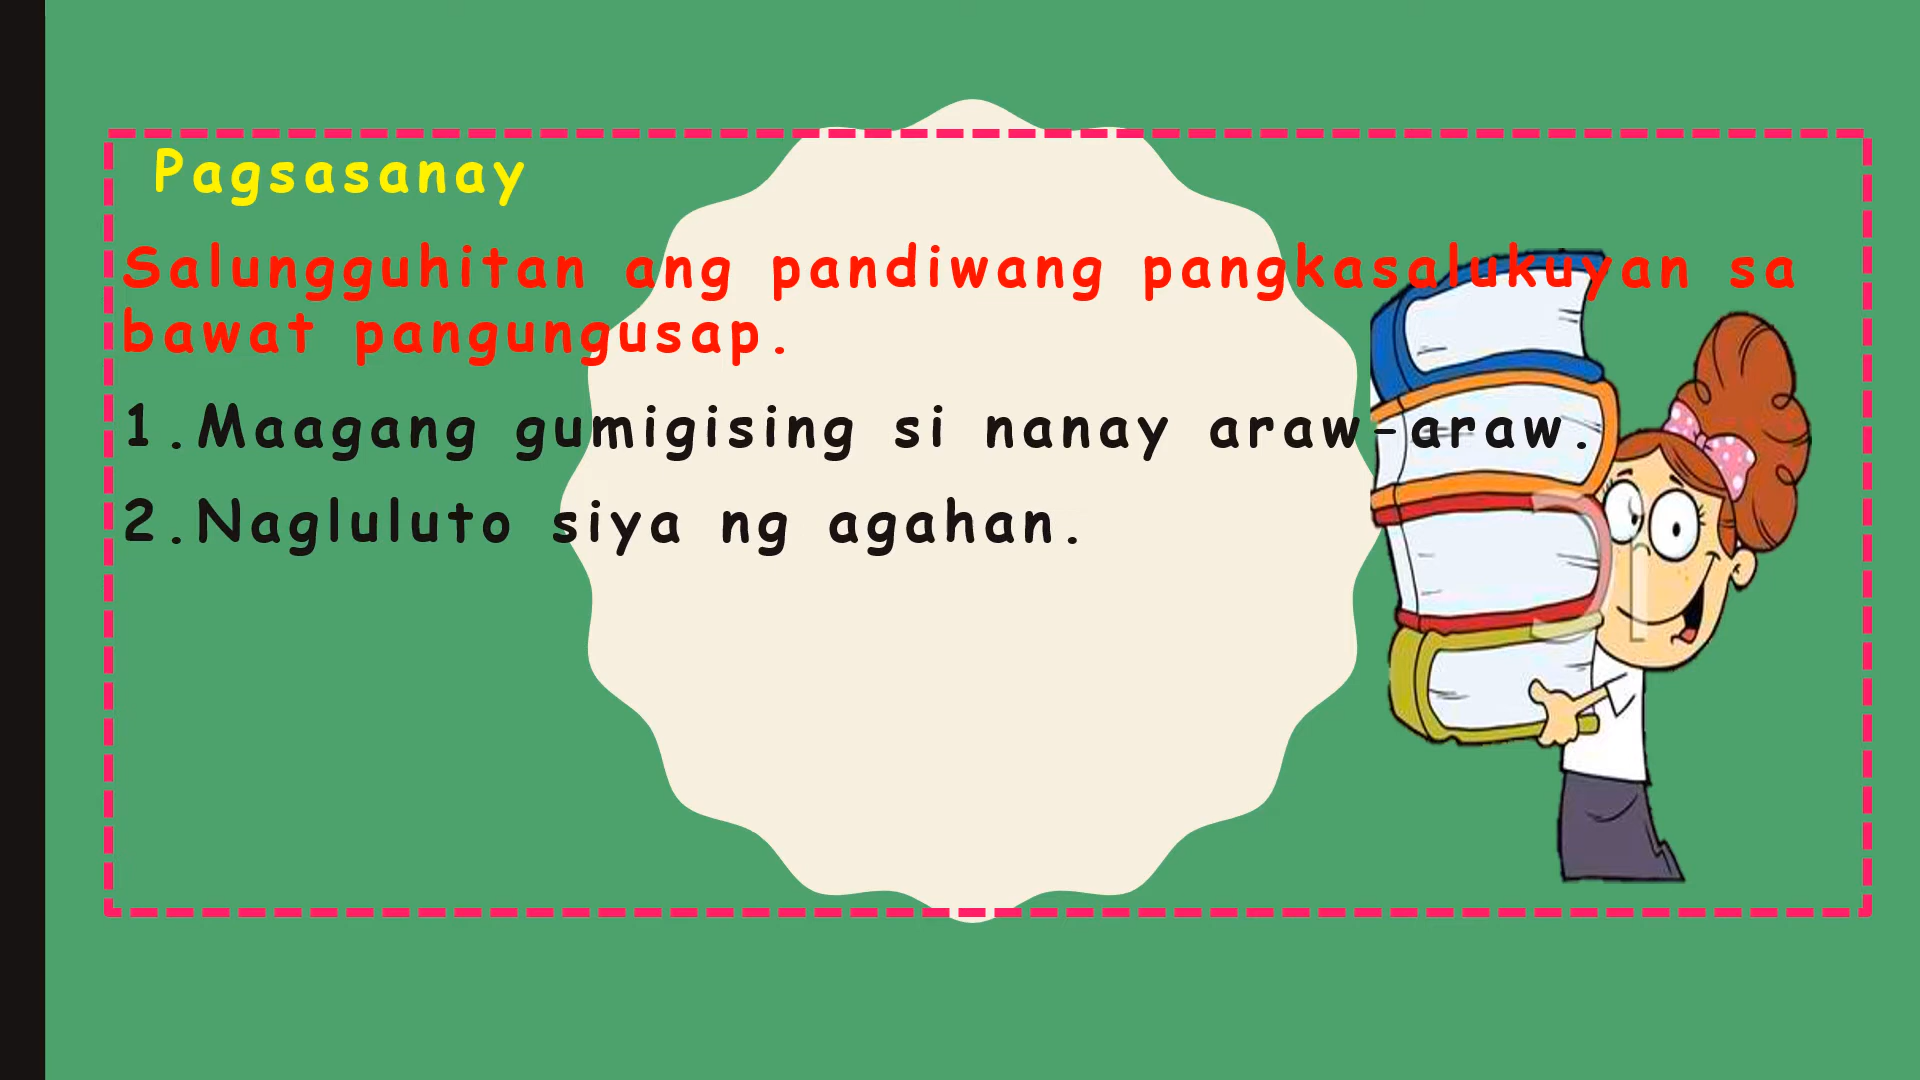 Pagsasanay
Salungguhitan ang pandiwang pangkasalukuyan sa
bawat pangungusap.
1.Maagang gumigising si nanay araw-araw.
2.Nagluluto siya ng agahan.